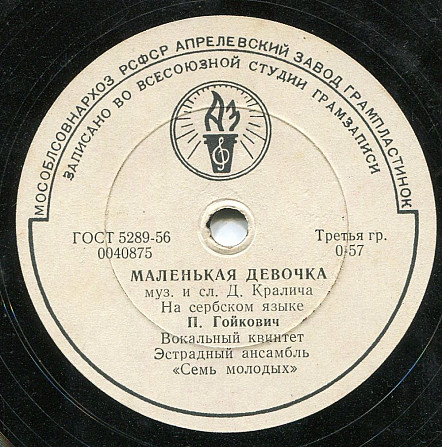 МОСОБЛСОВНАРХОЗ РСФСР АПРЕЛЕВСКИЙ ЗАВОД ГРАМПЛАСТИНОК
ЗАПИСАНО ВО ВСЕСОЮЗНОЙ СТУДИИ ГРАМЗАПИСИ
АЗ
ГОСТ 5289-56
0040875
Третья гр.
0-57
МАЛЕНЬКАЯ ДЕВОЧКА
муз. и сл. Д. Кралича
На сербском языке
П. Гойкович
Вокальный квинтет
Эстрадный ансамбль
«Семь молодых»